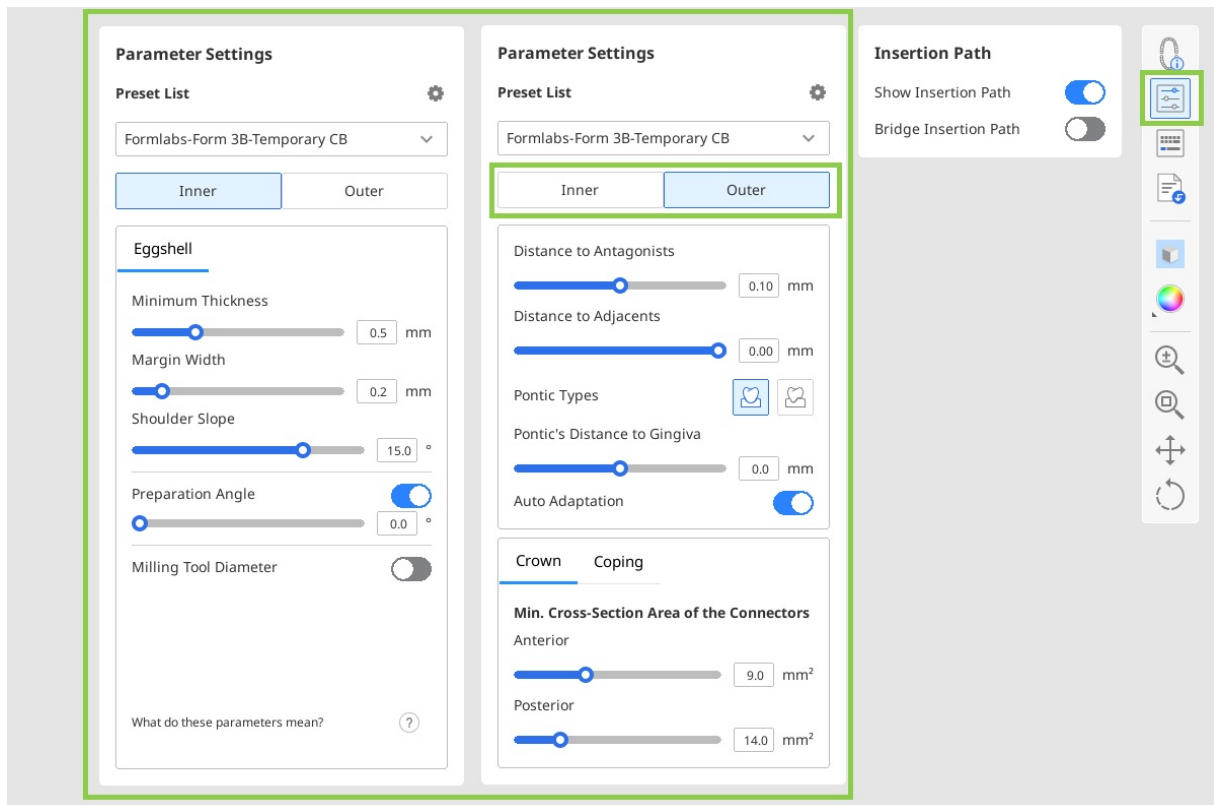 Parameter Settings
Preset List
Formlabs-Form 3B-Temporary CB
Inner Outer
Eggshell
Minimum Thickness
0.5 mm
Margin Width
0.2 mm
Shoulder Slope
15.0 °
Preparation Angle
0.0 °
Milling Tool Diameter
What do these parameters mean? ?
Parameter Settings
Preset List
Formlabs-Form 3B-Temporary CB
Inner Outer
Distance to Antagonists
0.10 mm
Distance to Adjacents
0.00 mm
Pontic Types
Pontic's Distance to Gingiva
0.0 mm
Auto Adaptation
Crown Coping
Min. Cross-Section Area of the Connectors
Anterior
9.0 mm²
Posterior
14.0 mm²
Insertion Path
Show Insertion Path
Bridge Insertion Path